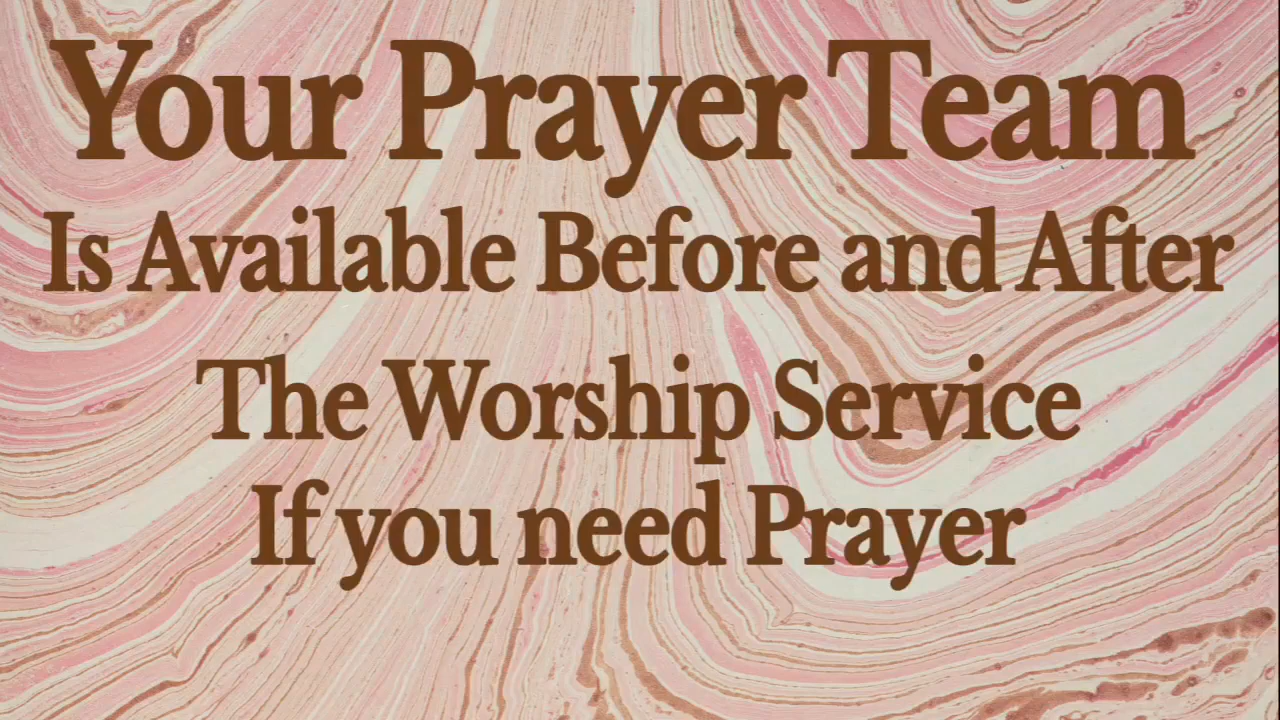 Your Prayer Team
Is Available Before and After
The Worship Service
If you need Prayer